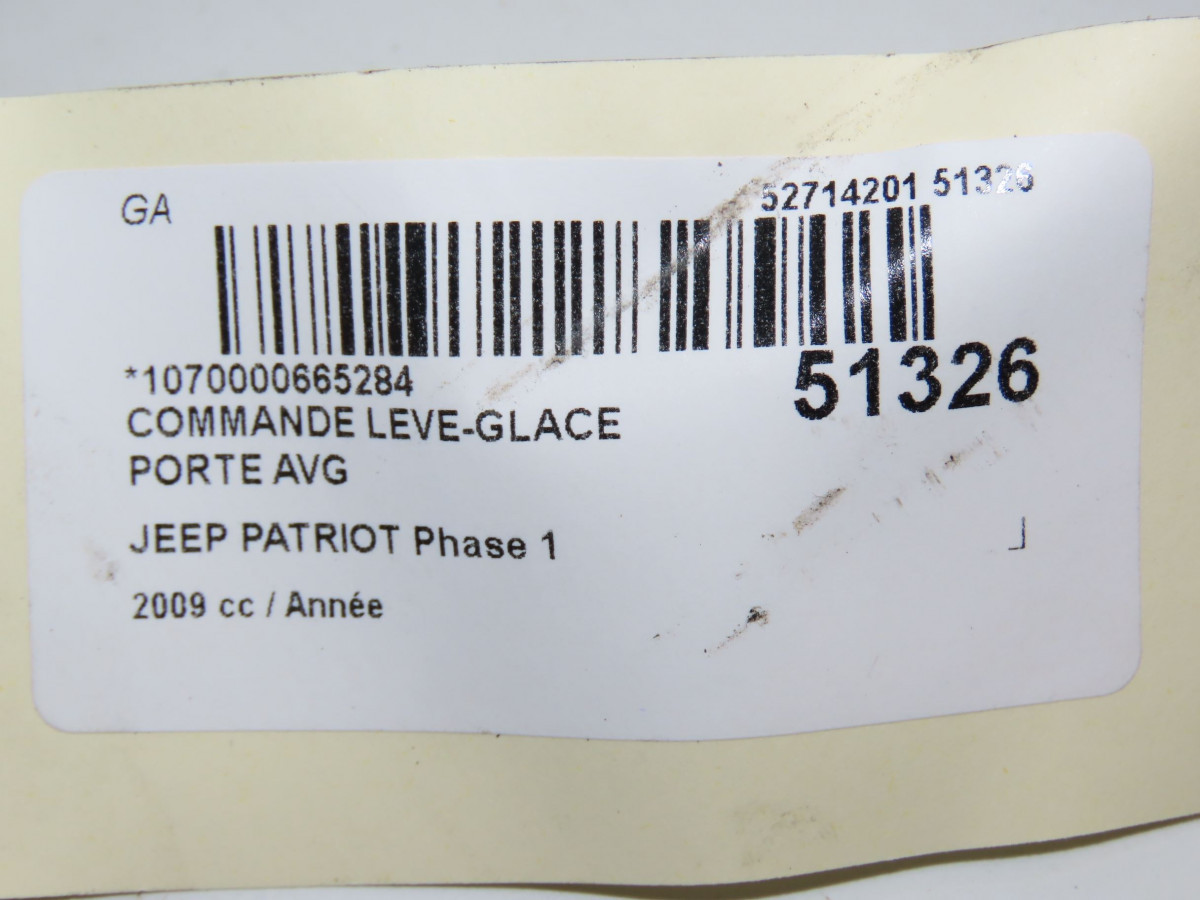 GA
52714201 51326
*1070000665284
51326
COMMANDE LEVE-GLACE
PORTE AVG
JEEP PATRIOT Phase 1
2009 cc / Année